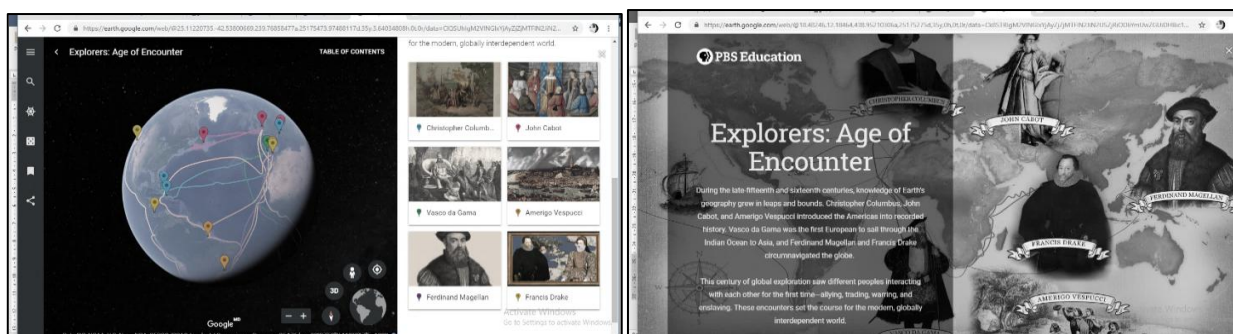 Explorers: Age of Encounter
TABLE OF CONTENTS
3D
Google
for the modern, globally interdependent world.
Christopher Columb...
John Cabot
Vasco da Gama
Amerigo Vespucci
Ferdinand Magellan
Francis Drake
Activate Windows
Go to Settings to activate Windows
PBS Education
Explorers: Age of
Encounter
During the late-fifteenth and sixteenth centuries, knowledge of Earth's
geography grew in leaps and bounds. Christopher Columbus, John
Cabot, and Amerigo Vespucci introduced the Americas into recorded
history. Vasco da Gama was the first European to sail through the
Indian Ocean to Asia, and Ferdinand Magellan and Francis Drake
circumnavigated the globe.
This century of global exploration saw different peoples interacting
with each other for the first time—allying, trading, warring, and
enslaving. These encounters set the course for the modern, globally
interdependent world.
CHRISTOPHER COLUMBUS
JOHN CABOT
FERDINAND MAGELLAN
FRANCIS DRAKE
AMERIGO VESPUCCI